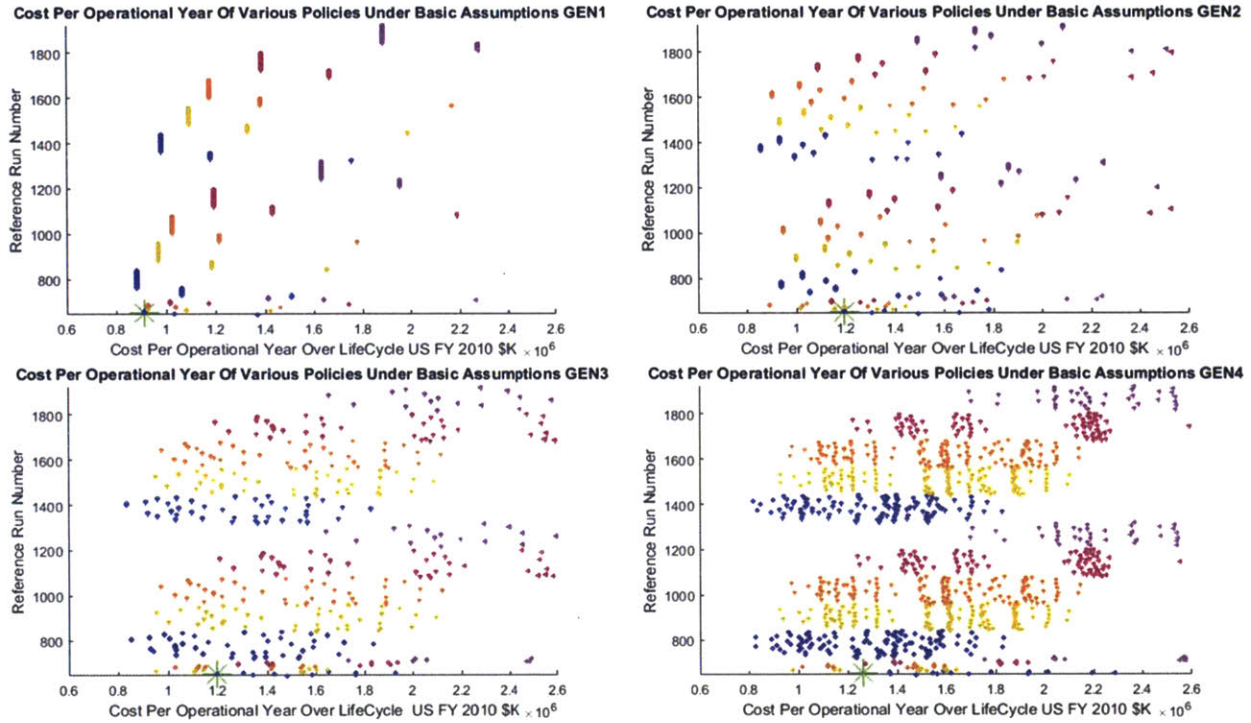 Cost Per Operational Year Of Various Policies Under Basic Assumptions GEN1
1800
1600
1400
1200
1000
800
Reference Run Number
0.6 0.8 1 1.2 1.4 1.6 1.8 2 2.2 2.4 2.6
Cost Per Operational Year Over LifeCycle US FY 2010 $K × 10^6
Cost Per Operational Year Of Various Policies Under Basic Assumptions GEN2
1800
1600
1400
1200
1000
800
Reference Run Number
0.6 0.8 1 1.2 1.4 1.6 1.8 2 2.2 2.4 2.6
Cost Per Operational Year Over LifeCycle US FY 2010 $K × 10^6
Cost Per Operational Year Of Various Policies Under Basic Assumptions GEN3
1800
1600
1400
1200
1000
800
Reference Run Number
0.6 0.8 1 1.2 1.4 1.6 1.8 2 2.2 2.4 2.6
Cost Per Operational Year Over LifeCycle US FY 2010 $K × 10^6
Cost Per Operational Year Of Various Policies Under Basic Assumptions GEN4
1800
1600
1400
1200
1000
800
Reference Run Number
0.6 0.8 1 1.2 1.4 1.6 1.8 2 2.2 2.4 2.6
Cost Per Operational Year Over LifeCycle US FY 2010 $K × 10^6